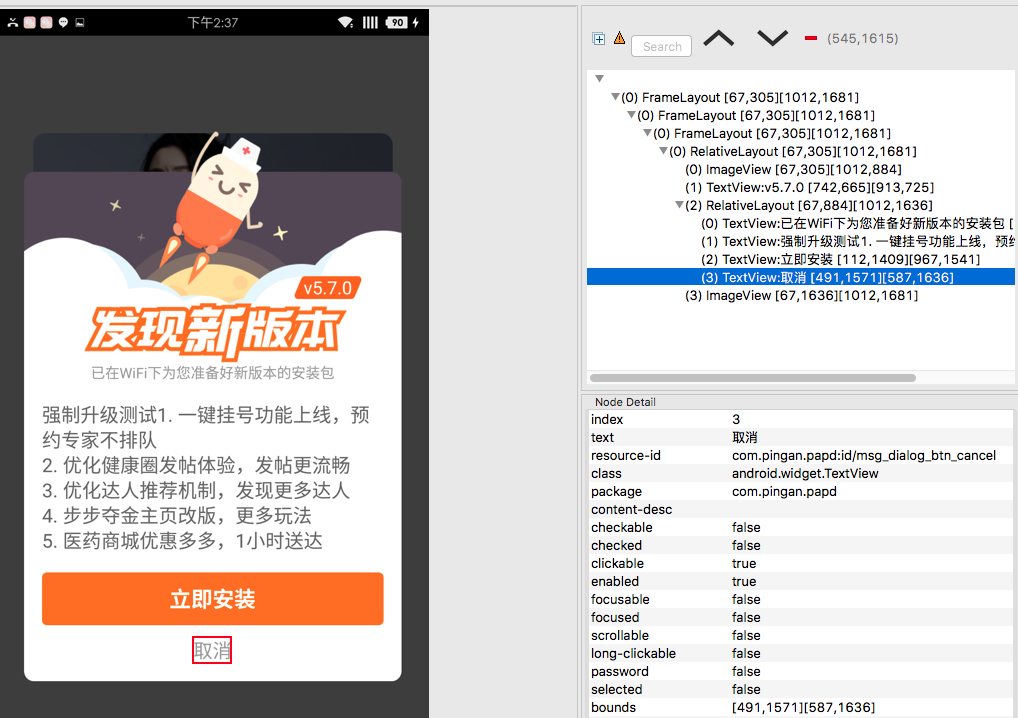 下午2:37
90
v5.7.0
发现新版本
已在WiFi下为您准备好新版本的安装包
强制升级测试1. 一键挂号功能上线，预
约专家不排队
2. 优化健康圈发帖体验，发帖更流畅
3. 优化达人推荐机制，发现更多达人
4. 步步夺金主页改版，更多玩法
5. 医药商城优惠多多，1小时送达
立即安装
取消
Search
(545,1615)
(0) FrameLayout [67,305][1012,1681]
(0) FrameLayout [67,305][1012,1681]
(0) FrameLayout [67,305][1012,1681]
(0) RelativeLayout [67,305][1012,1681]
(0) ImageView [67,305][1012,884]
(1) TextView:v5.7.0 [742,665][913,725]
(2) RelativeLayout [67,884][1012,1636]
(0) TextView:已在WiFi下为您准备好新版本的安装包 [
(1) TextView:强制升级测试1. 一键挂号功能上线，预约
(2) TextView:立即安装 [112,1409][967,1541]
(3) TextView:取消 [491,1571][587,1636]
(3) ImageView [67,1636][1012,1681]
Node Detail
index 3
text 取消
resource-id com.pingan.papd:id/msg_dialog_btn_cancel
class android.widget.TextView
package com.pingan.papd
content-desc
checkable false
checked false
clickable true
enabled true
focusable false
focused false
scrollable false
long-clickable false
password false
selected false
bounds [491,1571][587,1636]